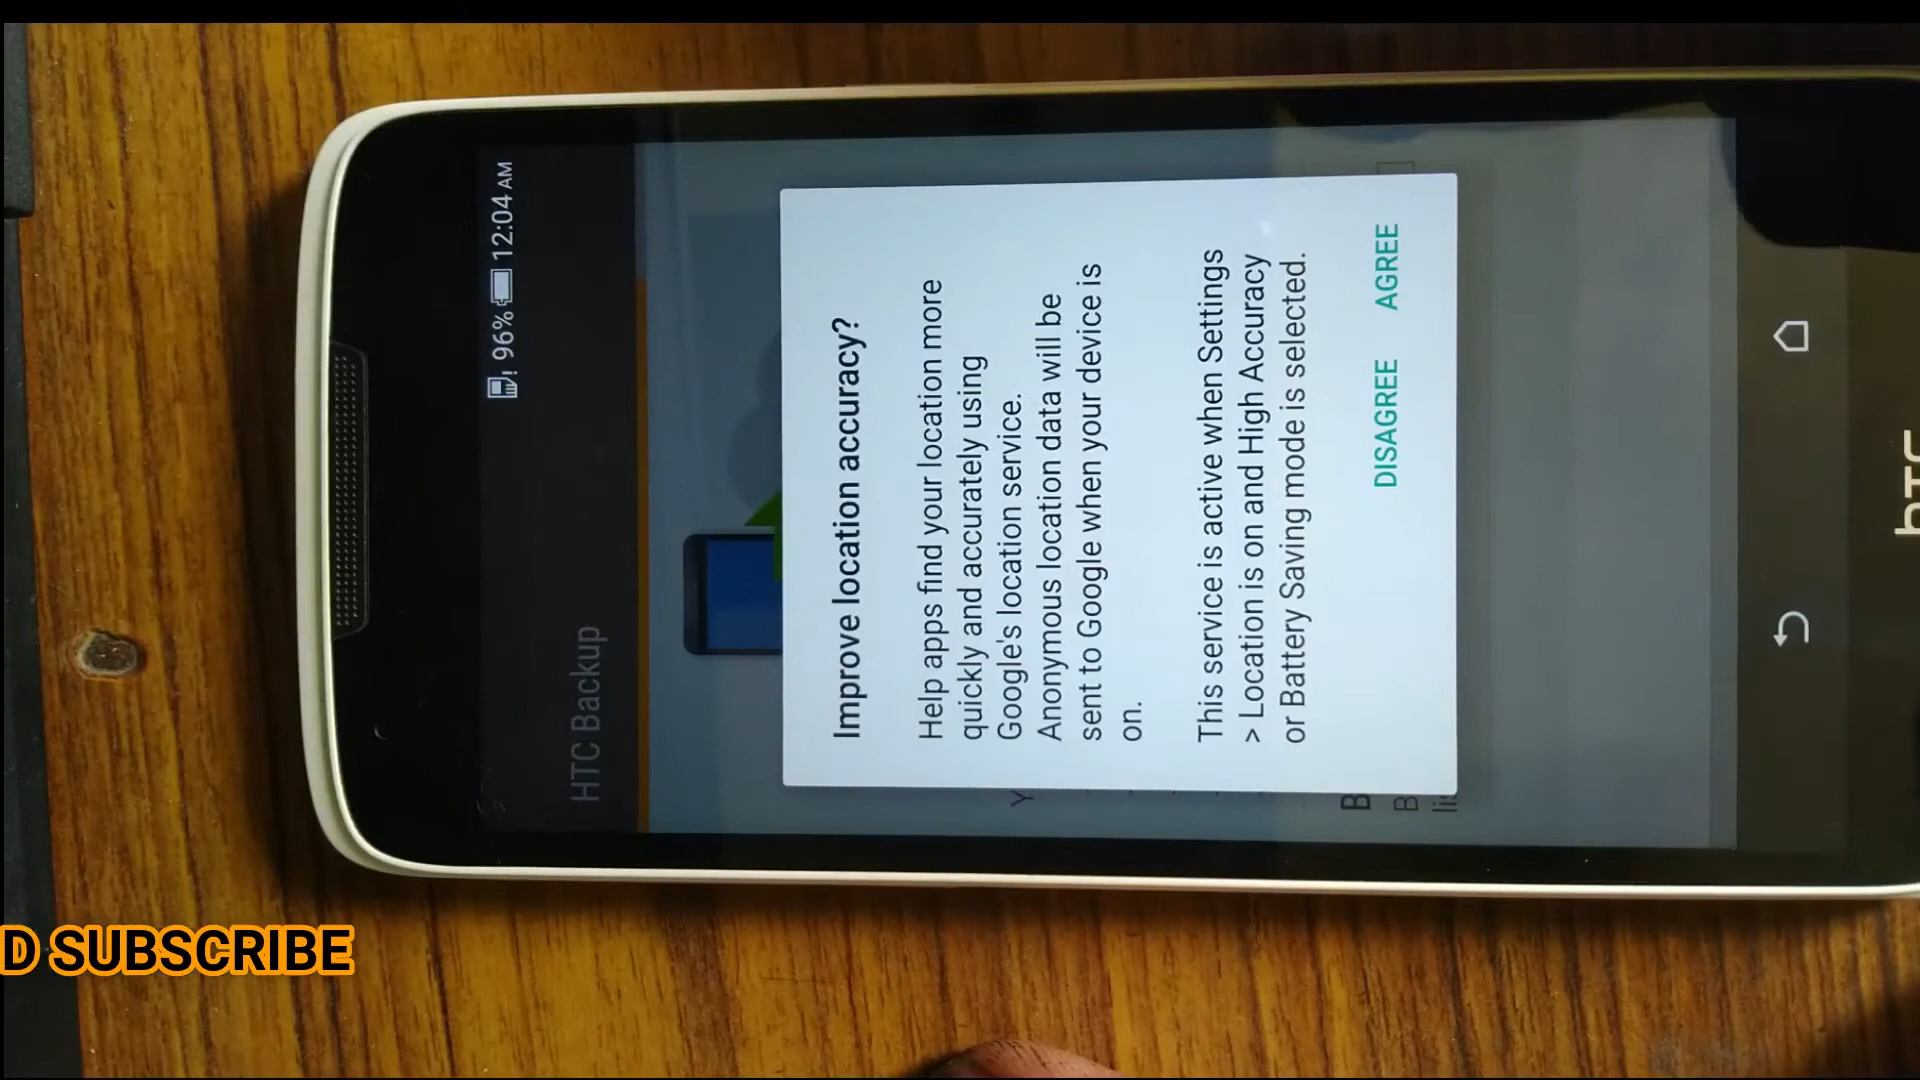 96% 12:04 AM
HTC Backup
Improve location accuracy?
Help apps find your location more
quickly and accurately using
Google's location service.
Anonymous location data will be
sent to Google when your device is
on.
This service is active when Settings
> Location is on and High Accuracy
or Battery Saving mode is selected.
DISAGREE AGREE
Y
B
B
lis
hTC
D SUBSCRIBE